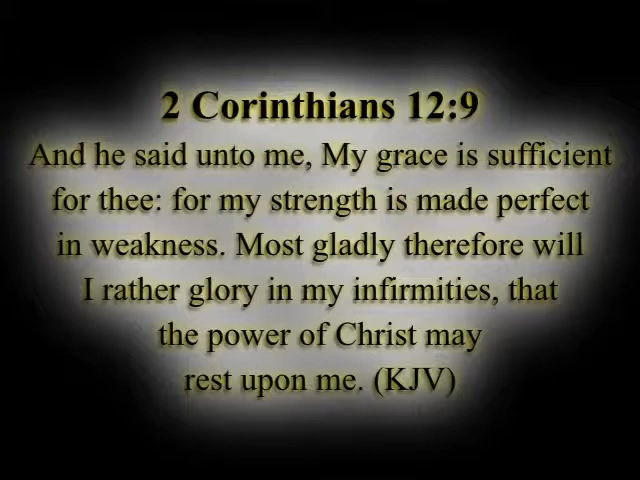 2 Corinthians 12:9
And he said unto me, My grace is sufficient
for thee: for my strength is made perfect
in weakness. Most gladly therefore will
I rather glory in my infirmities, that
the power of Christ may
rest upon me. (KJV)